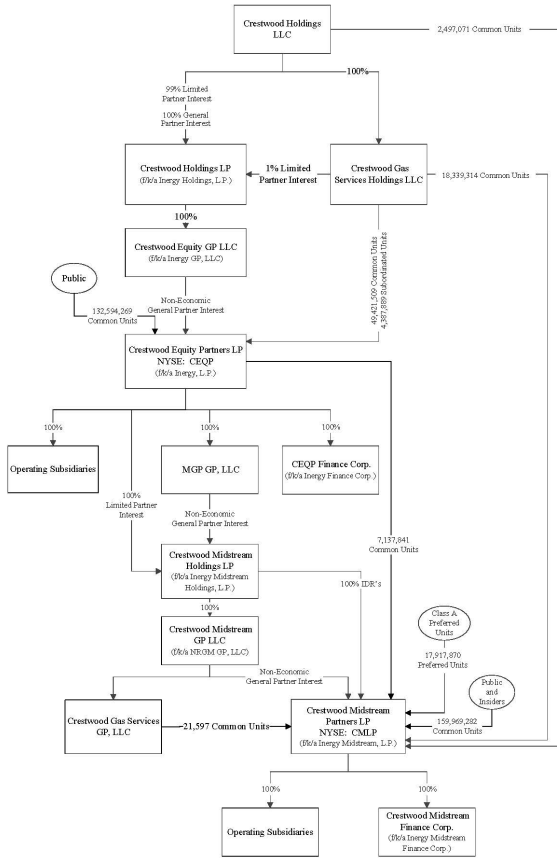 Crestwood Holdings
LLC
2,497,071 Common Units
100%
99% Limited
Partner Interest
100% General
Partner Interest
Crestwood Holdings LP
(f/k/a Inergy Holdings, L.P.)
1% Limited
Partner Interest
Crestwood Gas
Services Holdings LLC
18,339,314 Common Units
100%
Crestwood Equity GP LLC
(f/k/a Inergy GP, LLC)
49,421,509 Common Units
4,387,889 Subordinated Units
Public
132,594,269
Common Units
Non-Economic
General Partner Interest
Crestwood Equity Partners LP
NYSE: CEQP
(f/k/a Inergy, L.P.)
100%
100%
100%
Operating Subsidiaries
MGP GP, LLC
CEQP Finance Corp.
(f/k/a Inergy Finance Corp.)
100%
Limited Partner
Interest
Non-Economic
General Partner Interest
7,137,841
Common Units
Crestwood Midstream
Holdings LP
(f/k/a Inergy Midstream
Holdings, L.P.)
100% IDR's
100%
Crestwood Midstream
GP LLC
(f/k/a NRGM GP, LLC)
Class A
Preferred
Units
17,917,870
Preferred Units
Non-Economic
General Partner Interest
Public
and
Insiders
Crestwood Gas Services
GP, LLC
21,597 Common Units
Crestwood Midstream
Partners LP
NYSE: CMLP
(f/k/a Inergy Midstream, L.P.)
159,969,282
Common Units
100%
100%
Operating Subsidiaries
Crestwood Midstream
Finance Corp.
(f/k/a Inergy Midstream
Finance Corp.)